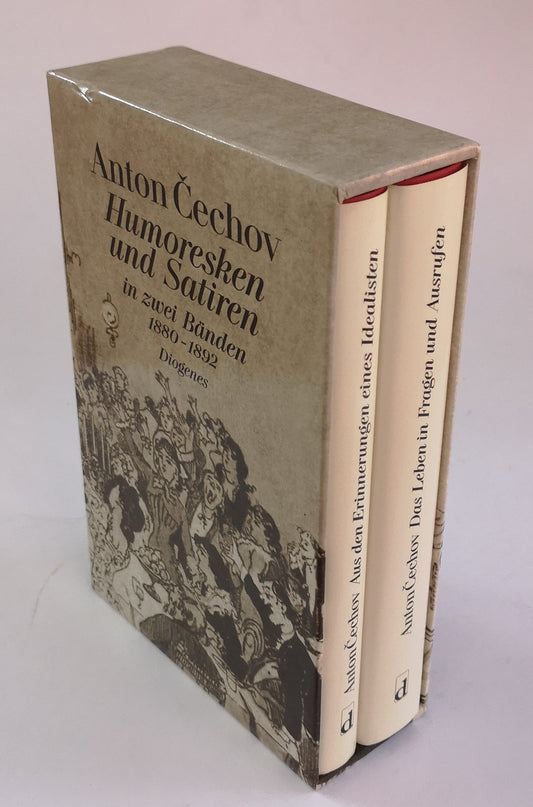 Anton Čechov
Humoresken
und Satiren
in zwei Bänden
1880-1892
Diogenes
Anton Čechov Aus den Erinnerungen eines Idealisten
Anton Čechov Das Leben in Fragen und Ausrufen
d
d